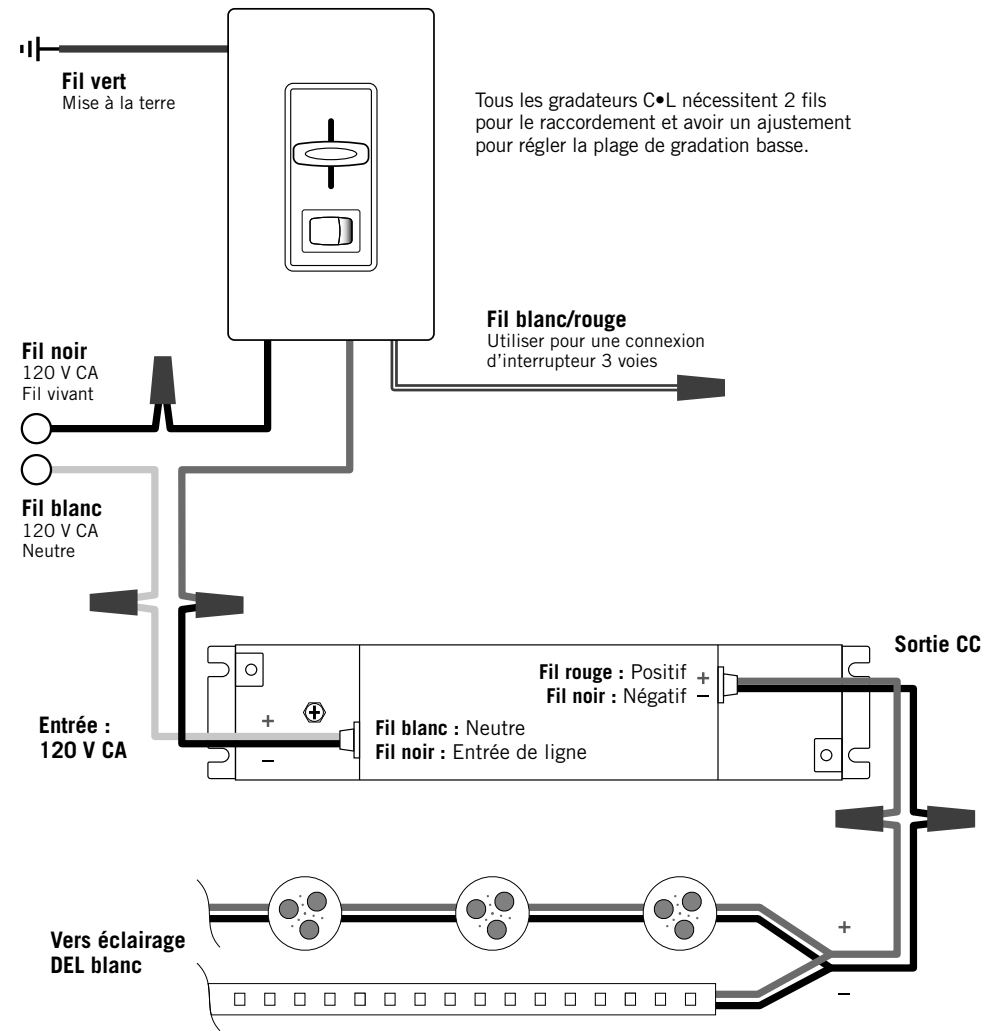 Fil vert
Mise à la terre
Tous les gradateurs C•L nécessitent 2 fils
pour le raccordement et avoir un ajustement
pour régler la plage de gradation basse.
Fil blanc/rouge
Utiliser pour une connexion
d'interrupteur 3 voies
Fil noir
120 V CA
Fil vivant
Fil blanc
120 V CA
Neutre
Sortie CC
Fil rouge : Positif +
Fil noir : Négatif –
Entrée :
120 V CA
+
–
Fil blanc : Neutre
Fil noir : Entrée de ligne
Vers éclairage
DEL blanc
+
–